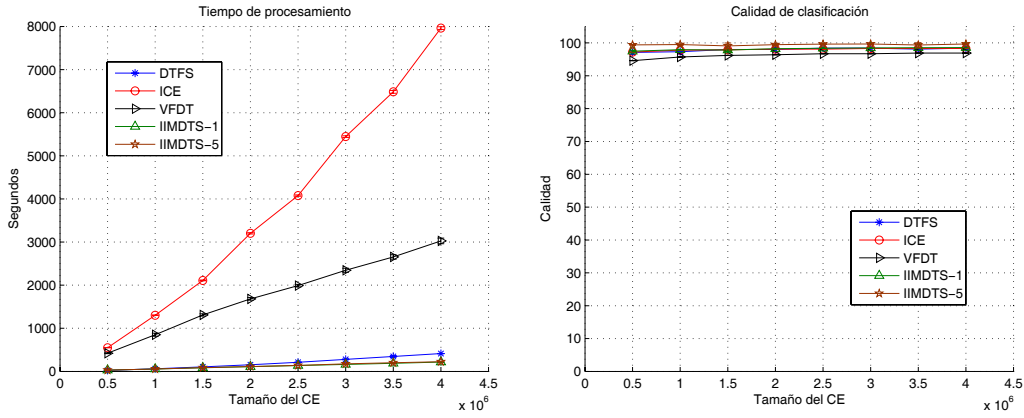 Tiempo de procesamiento
8000
7000
6000
5000
4000
3000
2000
1000
0
Segundos
DTFS
ICE
VFDT
IIMDTS−1
IIMDTS−5
0 0.5 1 1.5 2 2.5 3 3.5 4 4.5
Tamaño del CE
x 10^6
Calidad de clasificación
100
90
80
70
60
50
40
30
20
10
0
Calidad
DTFS
ICE
VFDT
IIMDTS−1
IIMDTS−5
0 0.5 1 1.5 2 2.5 3 3.5 4 4.5
Tamaño del CE
x 10^6